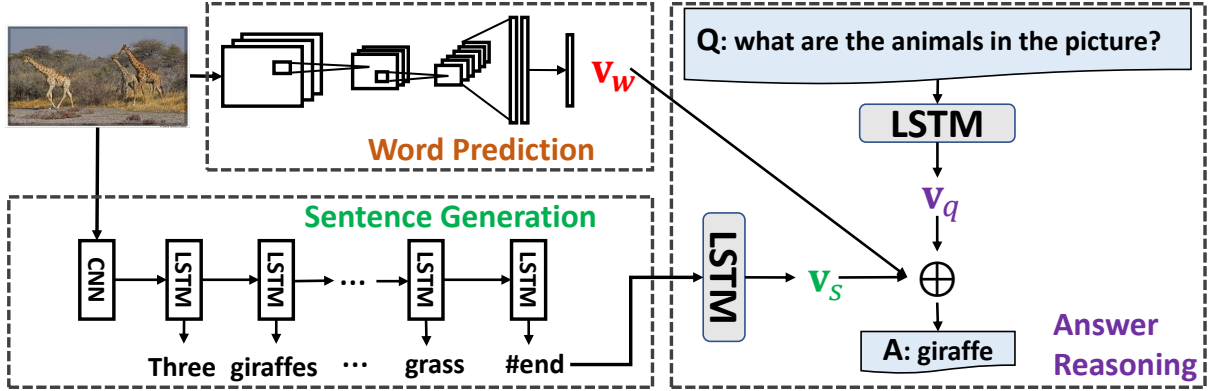 Q: what are the animals in the picture?
LSTM
v_w
Word Prediction
v_q
Sentence Generation
CNN
LSTM
LSTM
...
LSTM
LSTM
LSTM
v_s
⊕
Three giraffes ... grass #end
A: giraffe
Answer
Reasoning